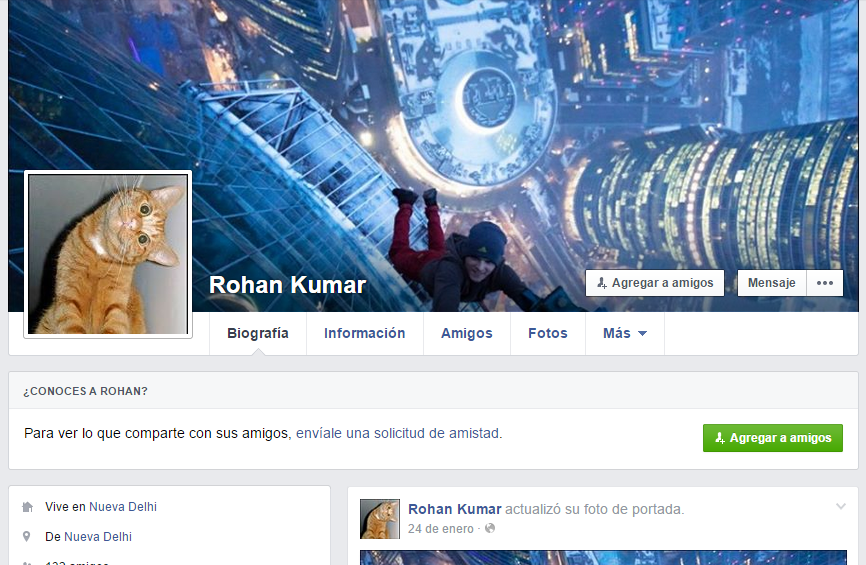 Rohan Kumar
Agregar a amigos
Mensaje
Biografía
Información
Amigos
Fotos
Más
¿CONOCES A ROHAN?
Para ver lo que comparte con sus amigos, envíale una solicitud de amistad.
Agregar a amigos
Vive en Nueva Delhi
De Nueva Delhi
Rohan Kumar actualizó su foto de portada.
24 de enero ·